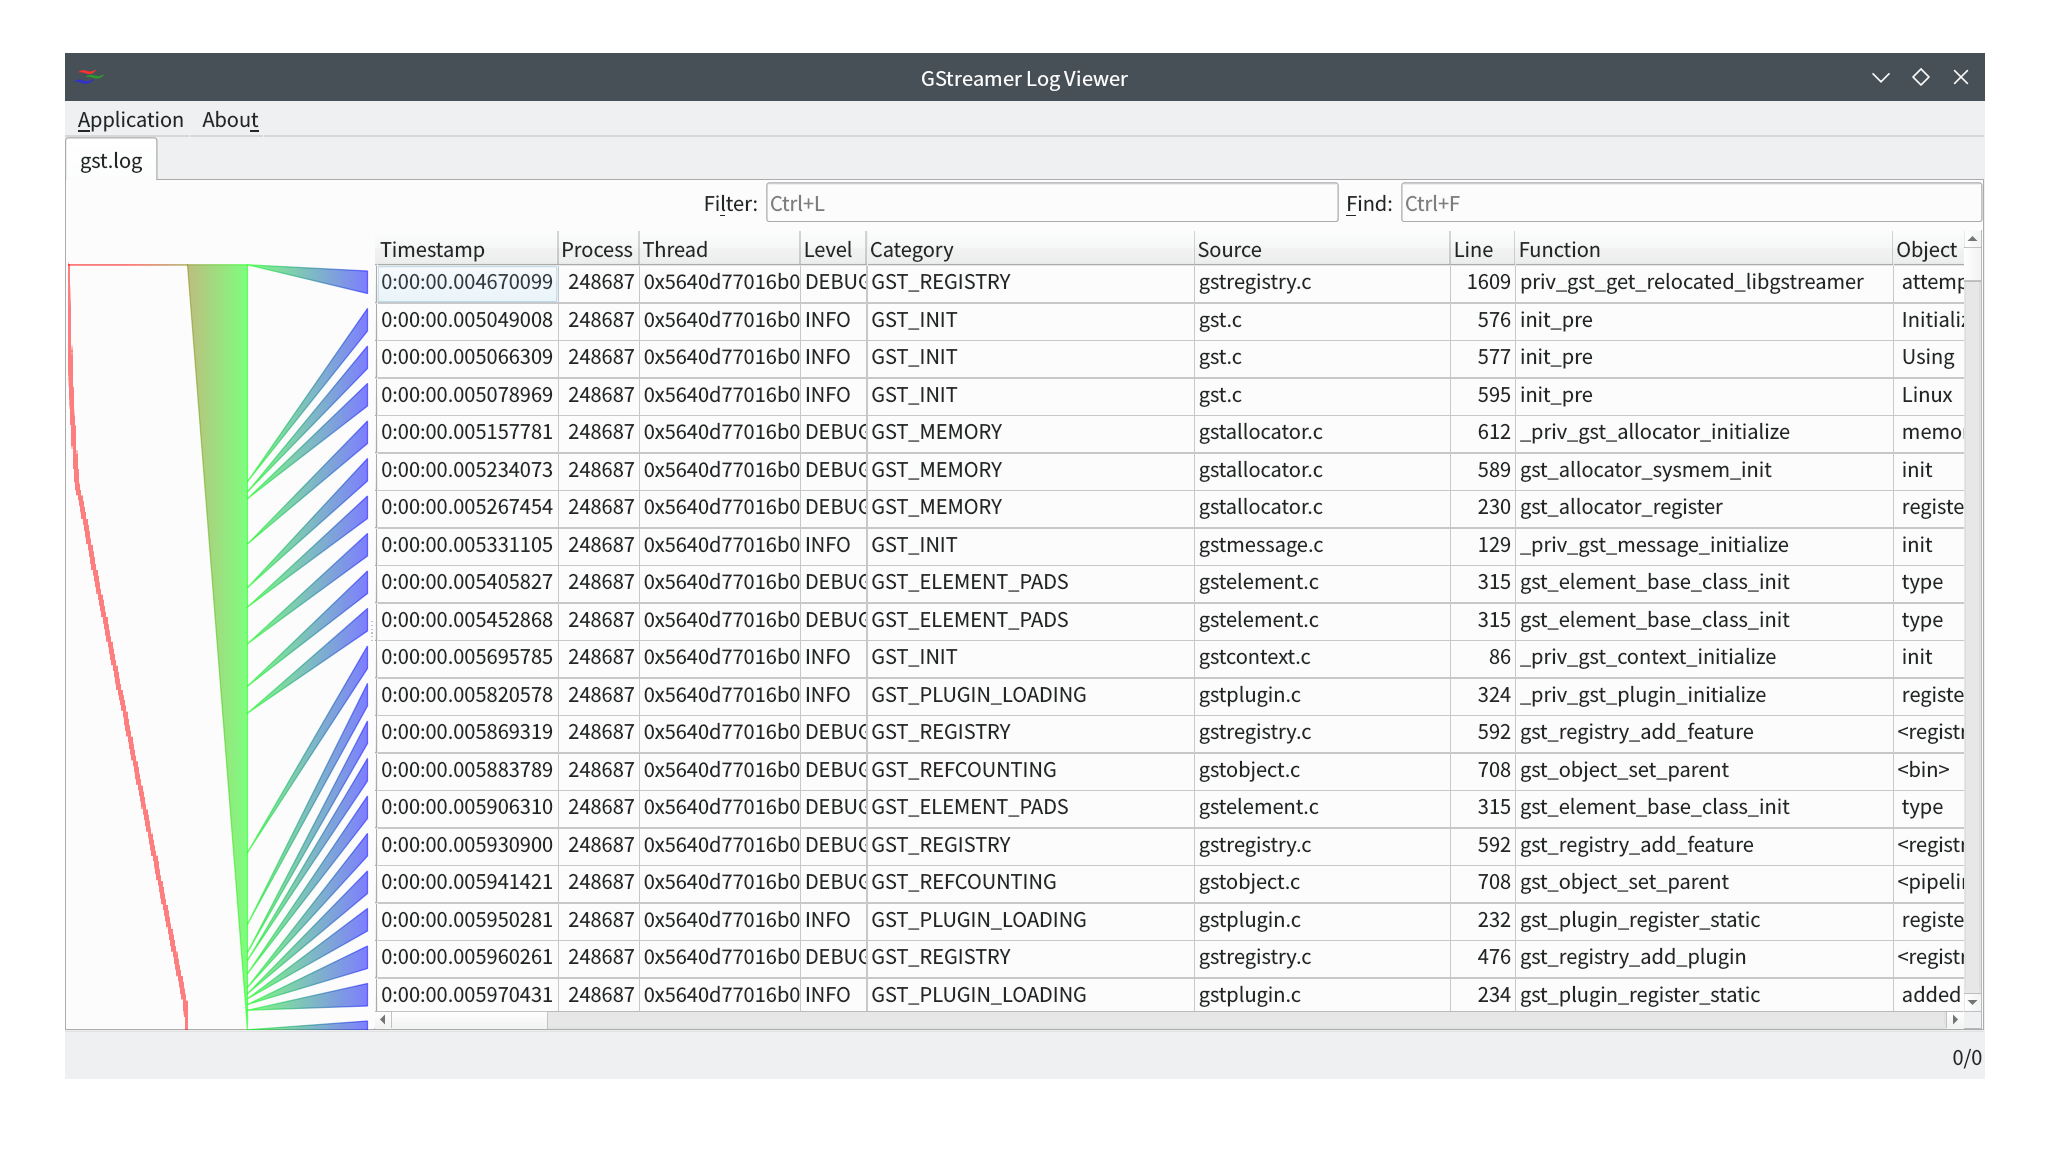 GStreamer Log Viewer
Application About
gst.log
Filter: Ctrl+L Find: Ctrl+F
Timestamp Process Thread Level Category Source Line Function Object
0:00:00.004670099 248687 0x5640d77016b0 DEBUG GST_REGISTRY gstregistry.c 1609 priv_gst_get_relocated_libgstreamer attemp
0:00:00.005049008 248687 0x5640d77016b0 INFO GST_INIT gst.c 576 init_pre Initializ
0:00:00.005066309 248687 0x5640d77016b0 INFO GST_INIT gst.c 577 init_pre Using
0:00:00.005078969 248687 0x5640d77016b0 INFO GST_INIT gst.c 595 init_pre Linux
0:00:00.005157781 248687 0x5640d77016b0 DEBUG GST_MEMORY gstallocator.c 612 _priv_gst_allocator_initialize memo
0:00:00.005234073 248687 0x5640d77016b0 DEBUG GST_MEMORY gstallocator.c 589 gst_allocator_sysmem_init init
0:00:00.005267454 248687 0x5640d77016b0 DEBUG GST_MEMORY gstallocator.c 230 gst_allocator_register registe
0:00:00.005331105 248687 0x5640d77016b0 INFO GST_INIT gstmessage.c 129 _priv_gst_message_initialize init
0:00:00.005405827 248687 0x5640d77016b0 DEBUG GST_ELEMENT_PADS gstelement.c 315 gst_element_base_class_init type
0:00:00.005452868 248687 0x5640d77016b0 DEBUG GST_ELEMENT_PADS gstelement.c 315 gst_element_base_class_init type
0:00:00.005695785 248687 0x5640d77016b0 INFO GST_INIT gstcontext.c 86 _priv_gst_context_initialize init
0:00:00.005820578 248687 0x5640d77016b0 INFO GST_PLUGIN_LOADING gstplugin.c 324 _priv_gst_plugin_initialize registe
0:00:00.005869319 248687 0x5640d77016b0 DEBUG GST_REGISTRY gstregistry.c 592 gst_registry_add_feature <registr
0:00:00.005883789 248687 0x5640d77016b0 DEBUG GST_REFCOUNTING gstobject.c 708 gst_object_set_parent <bin>
0:00:00.005906310 248687 0x5640d77016b0 DEBUG GST_ELEMENT_PADS gstelement.c 315 gst_element_base_class_init type
0:00:00.005930900 248687 0x5640d77016b0 DEBUG GST_REGISTRY gstregistry.c 592 gst_registry_add_feature <registr
0:00:00.005941421 248687 0x5640d77016b0 DEBUG GST_REFCOUNTING gstobject.c 708 gst_object_set_parent <pipelin
0:00:00.005950281 248687 0x5640d77016b0 INFO GST_PLUGIN_LOADING gstplugin.c 232 gst_plugin_register_static registe
0:00:00.005960261 248687 0x5640d77016b0 DEBUG GST_REGISTRY gstregistry.c 476 gst_registry_add_plugin <registr
0:00:00.005970431 248687 0x5640d77016b0 INFO GST_PLUGIN_LOADING gstplugin.c 234 gst_plugin_register_static added
0/0